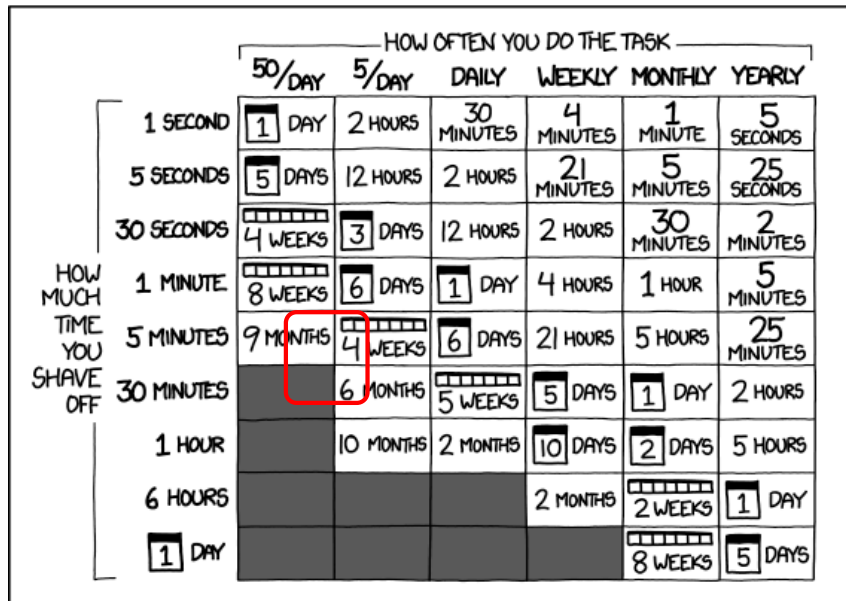 HOW OFTEN YOU DO THE TASK
50/DAY 5/DAY DAILY WEEKLY MONTHLY YEARLY
HOW
MUCH
TIME
YOU
SHAVE
OFF
1 SECOND 1 DAY 2 HOURS 30 MINUTES 4 MINUTES 1 MINUTE 5 SECONDS
5 SECONDS 5 DAYS 12 HOURS 2 HOURS 21 MINUTES 5 MINUTES 25 SECONDS
30 SECONDS 4 WEEKS 3 DAYS 12 HOURS 2 HOURS 30 MINUTES 2 MINUTES
1 MINUTE 8 WEEKS 6 DAYS 1 DAY 4 HOURS 1 HOUR 5 MINUTES
5 MINUTES 9 MONTHS 4 WEEKS 6 DAYS 21 HOURS 5 HOURS 25 MINUTES
30 MINUTES 6 MONTHS 5 WEEKS 5 DAYS 1 DAY 2 HOURS
1 HOUR 10 MONTHS 2 MONTHS 10 DAYS 2 DAYS 5 HOURS
6 HOURS 2 MONTHS 2 WEEKS 1 DAY
1 DAY 8 WEEKS 5 DAYS